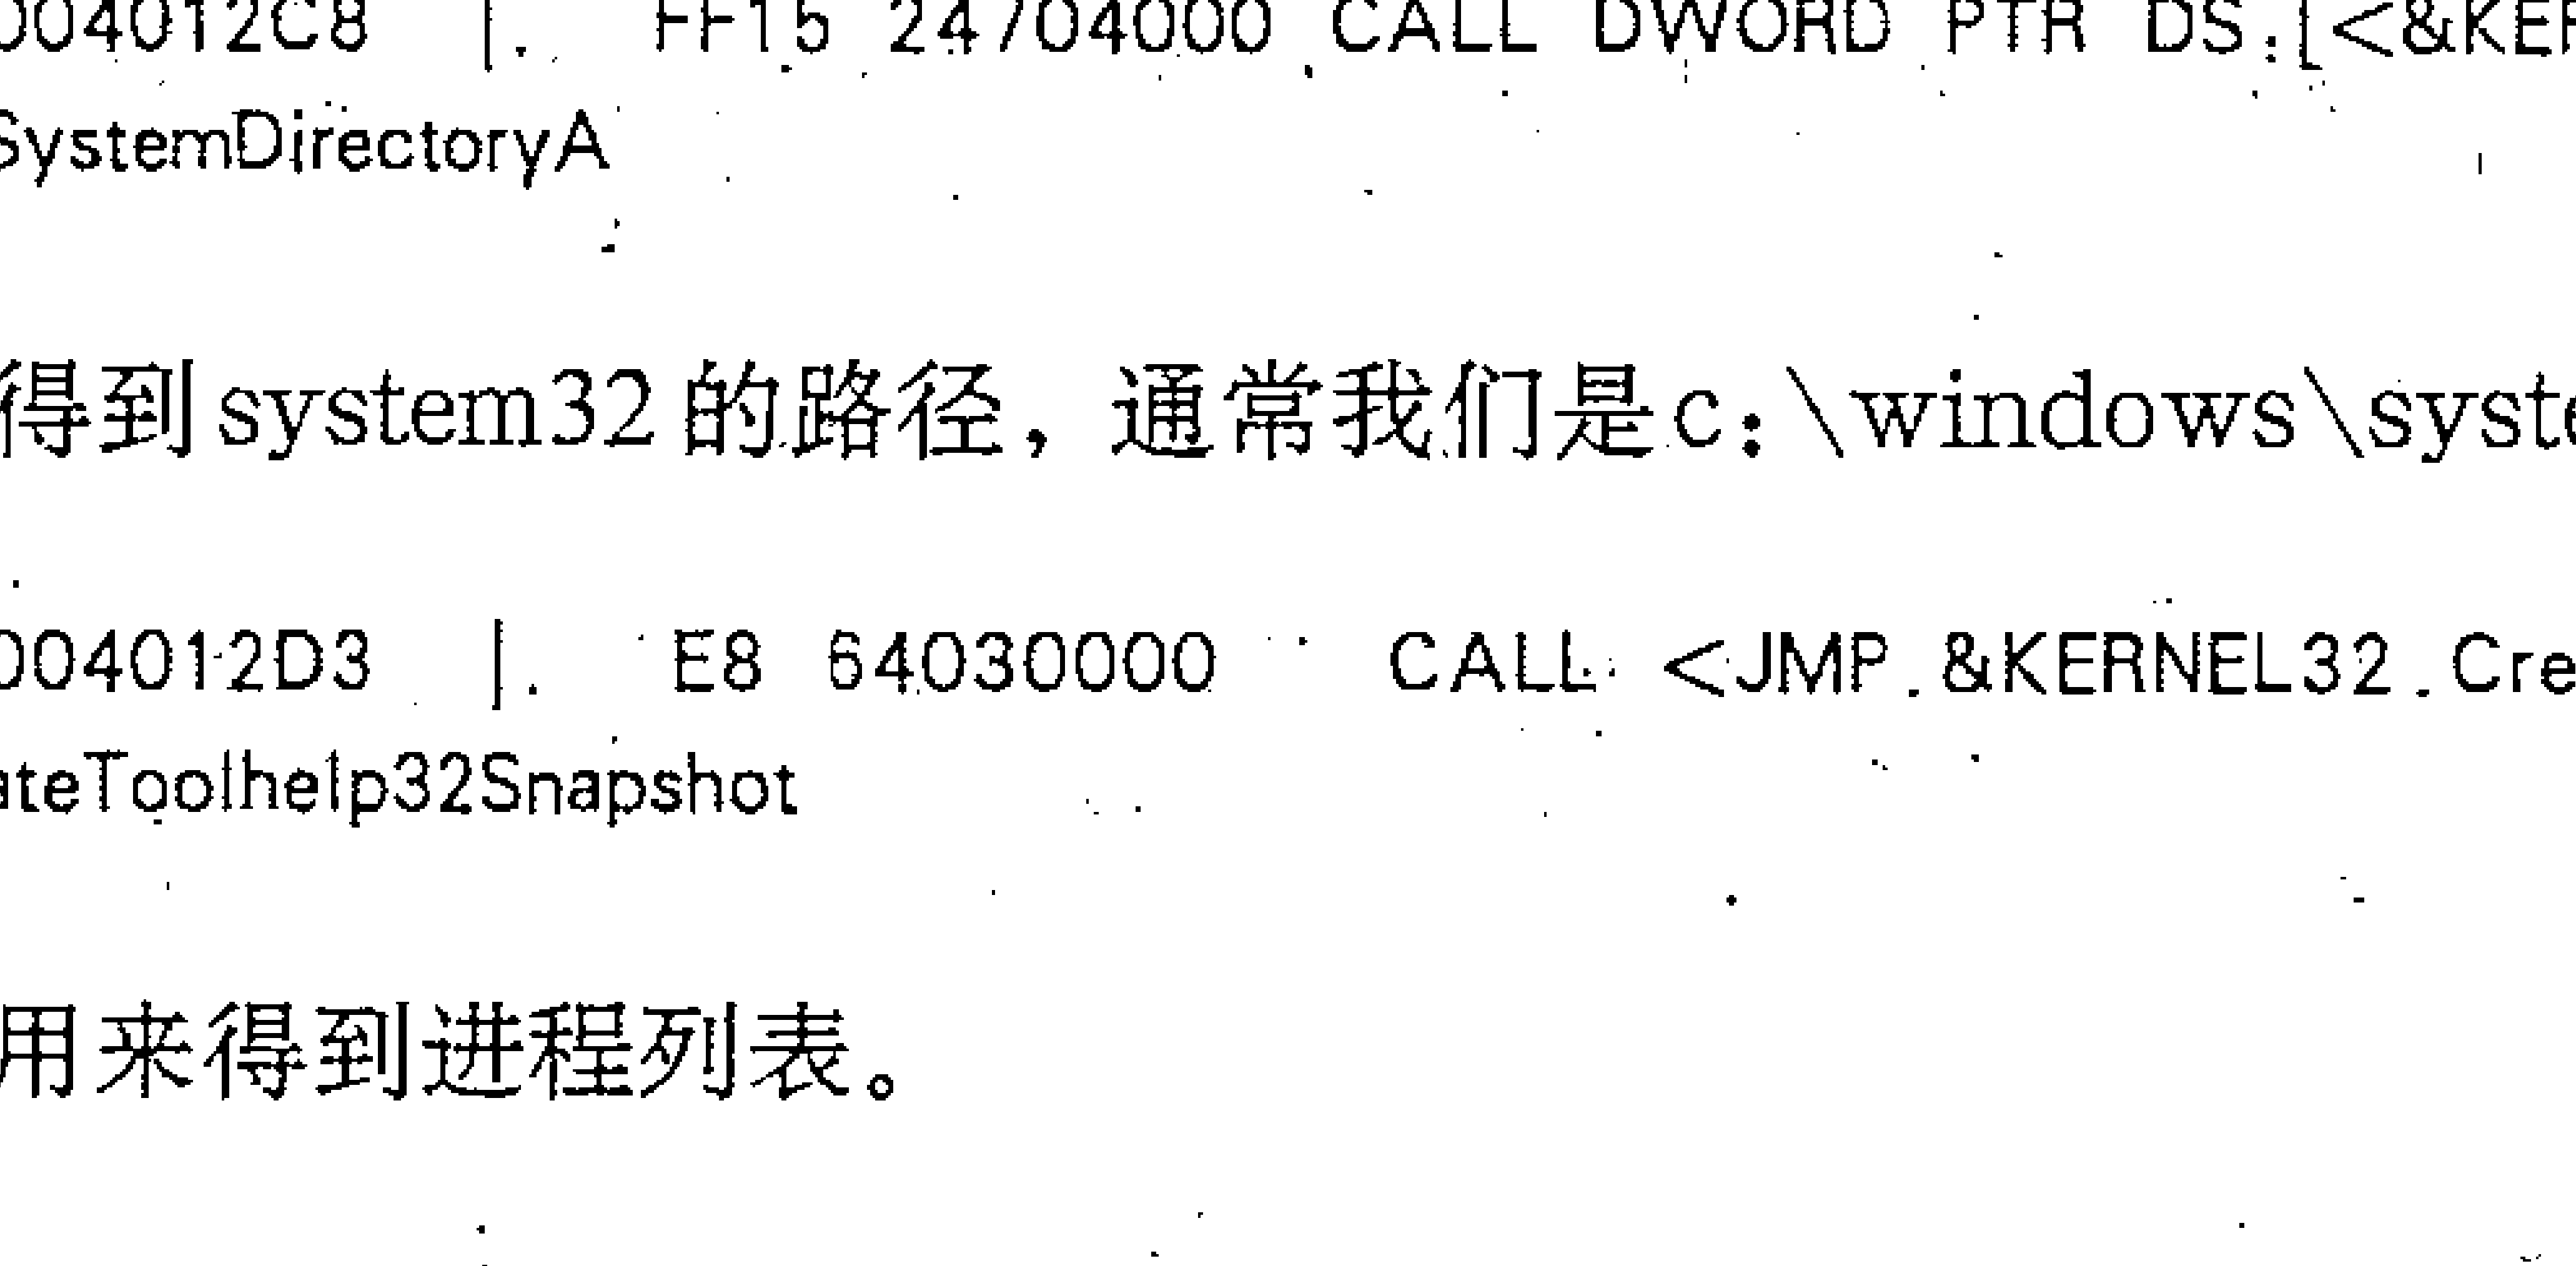 004012C8 |. FF15 24704000 CALL DWORD PTR DS:[<&KER
SystemDirectoryA
得到system32的路径，通常我们是c:\windows\syste
004012D3 |. E8 64030000 CALL <JMP.&KERNEL32.Cre
ateToolhelp32Snapshot
用来得到进程列表。